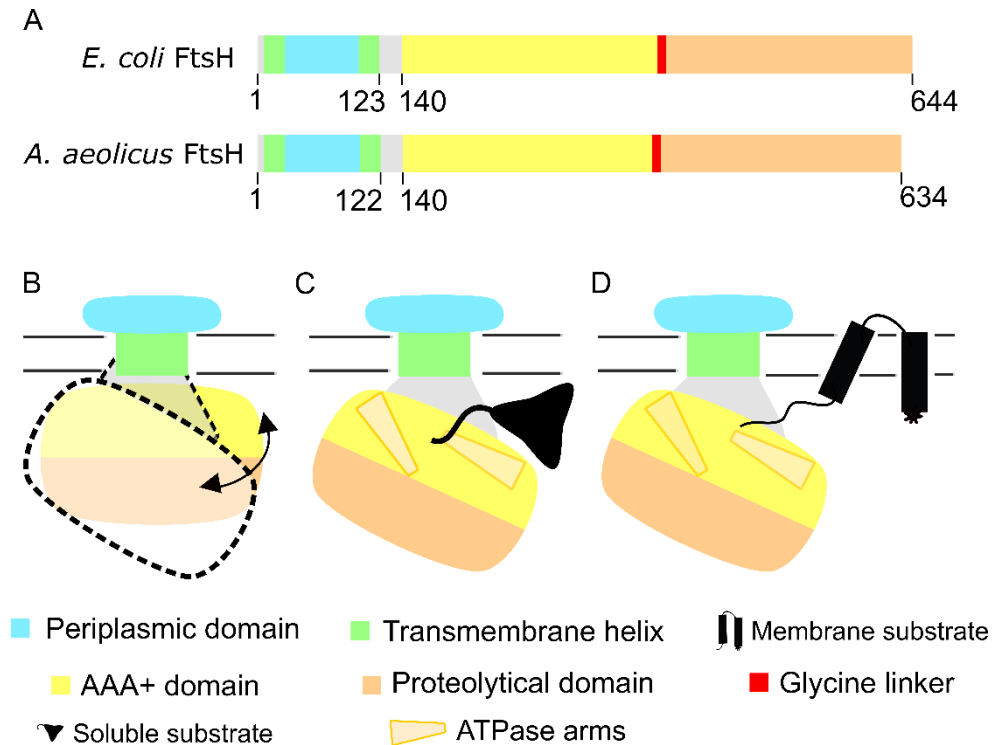 A
E. coli FtsH
1 123 140 644
A. aeolicus FtsH
1 122 140 634
B C D
Periplasmic domain Transmembrane helix Membrane substrate
AAA+ domain Proteolytical domain Glycine linker
Soluble substrate ATPase arms